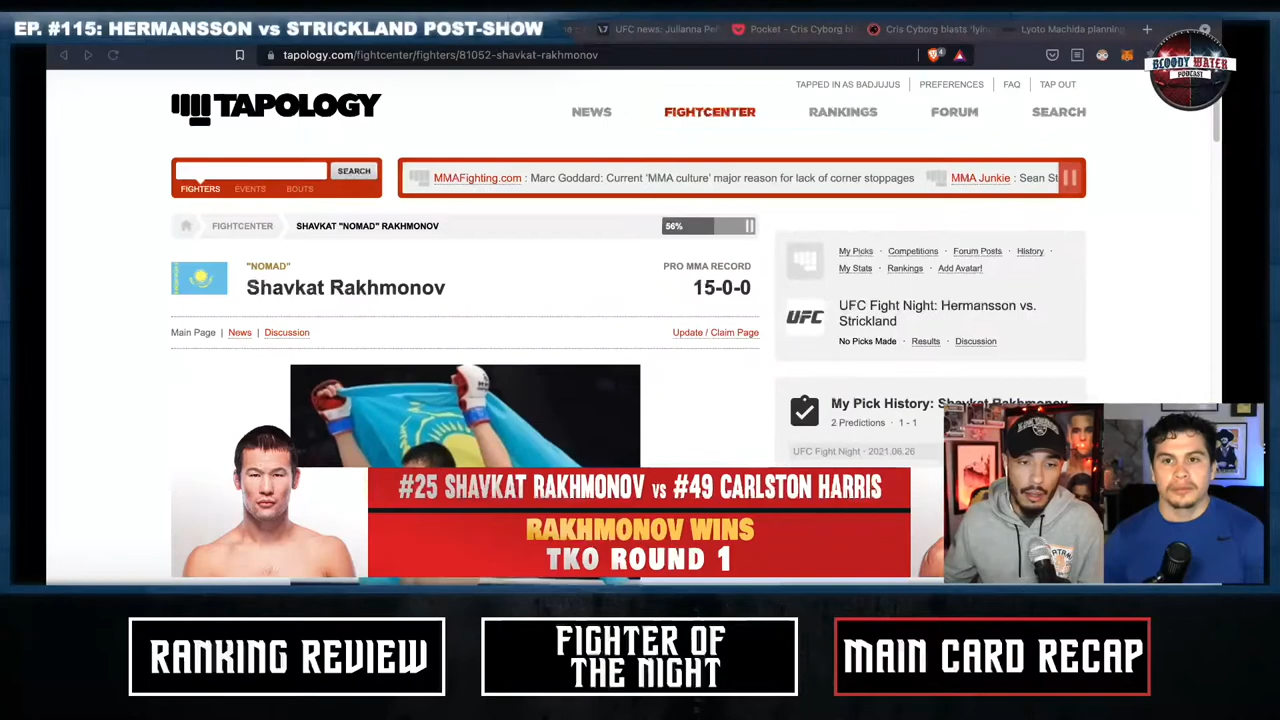 EP. #115: HERMANSSON vs STRICKLAND POST-SHOW
UFC news: Julianna Pe
Pocket - Cris Cyborg bl
Cris Cyborg blasts 'lyin
Lyoto Machida planning
tapology.com/fightcenter/fighters/81052-shavkat-rakhmonov
4
BLOODY WATER
PODCAST
TAPPED IN AS BADJUJUS
PREFERENCES
FAQ
TAP OUT
TAPOLOGY
NEWS
FIGHTCENTER
RANKINGS
FORUM
SEARCH
SEARCH
FIGHTERS
EVENTS
BOUTS
MMAFighting.com : Marc Goddard: Current 'MMA culture' major reason for lack of corner stoppages
MMA Junkie : Sean St
FIGHTCENTER
SHAVKAT "NOMAD" RAKHMONOV
56%
"NOMAD"
Shavkat Rakhmonov
PRO MMA RECORD
15-0-0
Main Page | News | Discussion
Update / Claim Page
My Picks · Competitions · Forum Posts · History ·
My Stats · Rankings · Add Avatar!
UFC
UFC Fight Night: Hermansson vs.
Strickland
No Picks Made · Results · Discussion
My Pick History: Shavkat Rakhmonov
2 Predictions · 1 - 1
UFC Fight Night · 2021.06.26
#25 SHAVKAT RAKHMONOV vs #49 CARLSTON HARRIS
RAKHMONOV WINS
TKO ROUND 1
RANKING REVIEW
FIGHTER OF
THE NIGHT
MAIN CARD RECAP